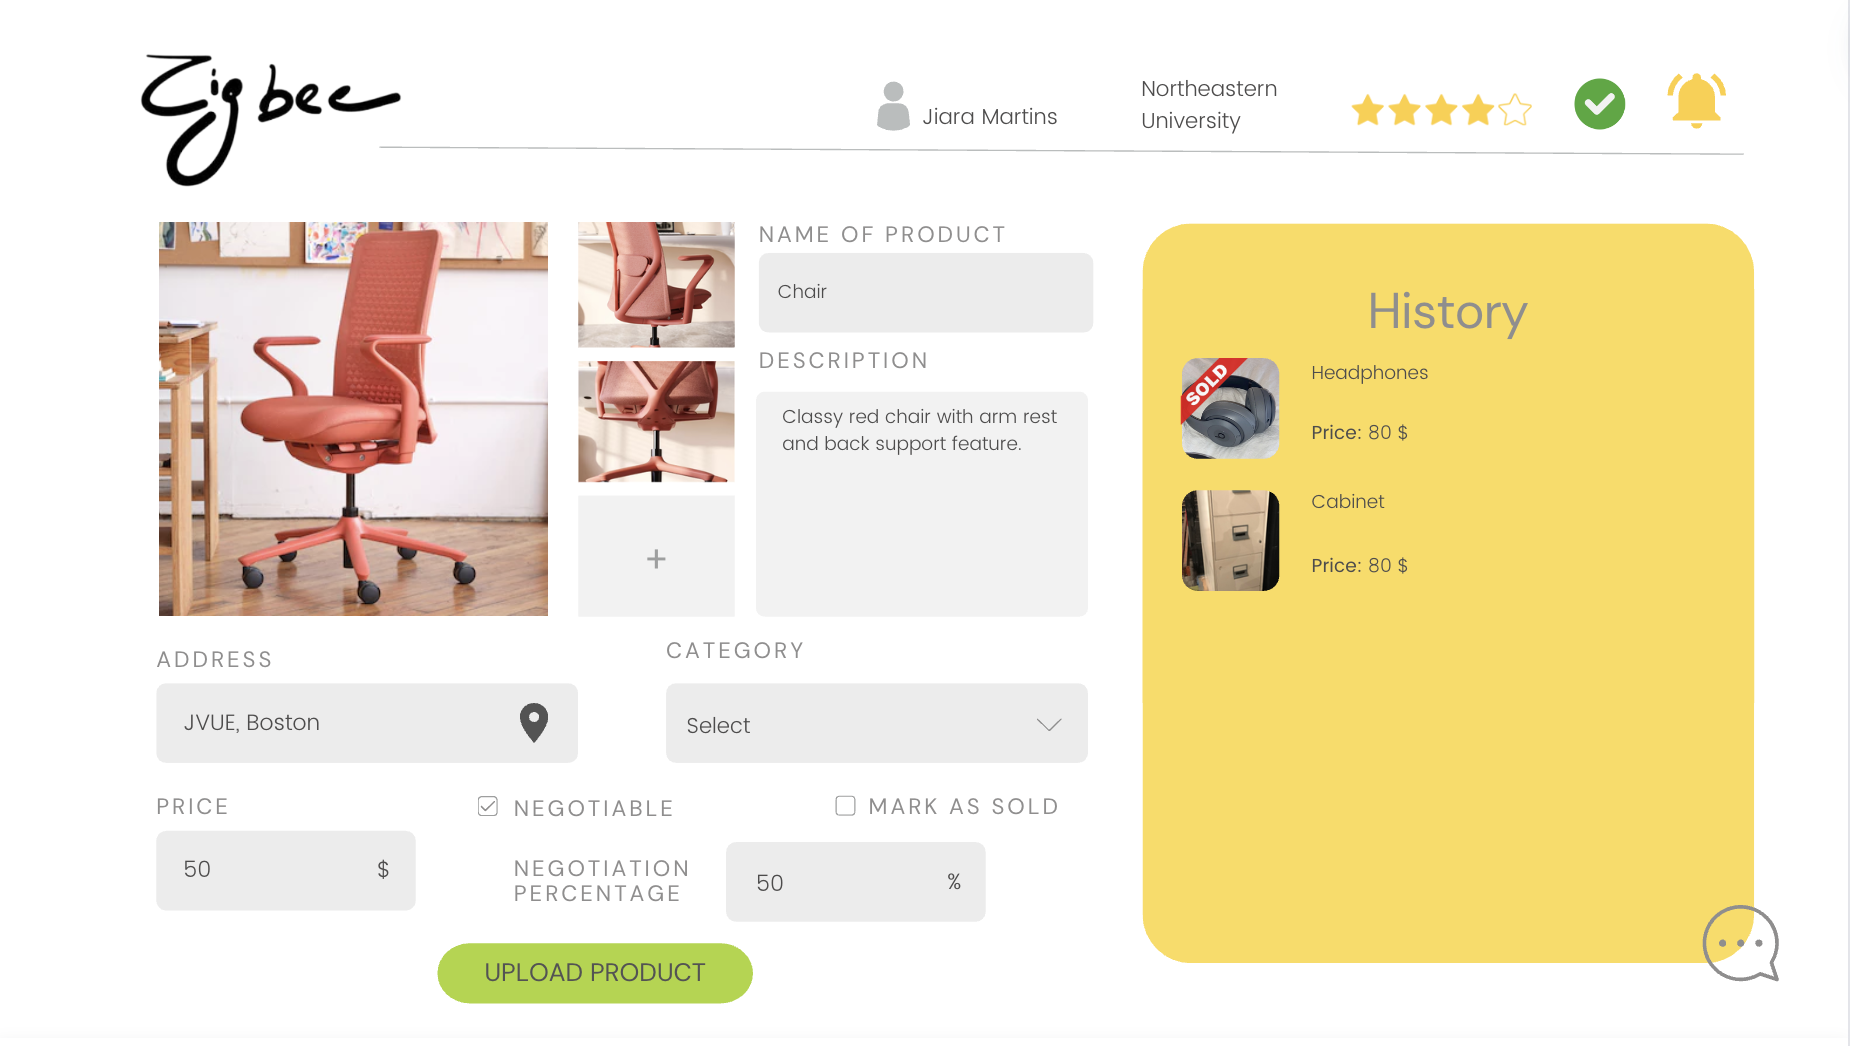 Zigbee
Jiara Martins
Northeastern
University
NAME OF PRODUCT
Chair
DESCRIPTION
Classy red chair with arm rest
and back support feature.
+
ADDRESS
JVUE, Boston
CATEGORY
Select
PRICE
50 $
NEGOTIABLE
MARK AS SOLD
NEGOTIATION
PERCENTAGE
50 %
UPLOAD PRODUCT
History
SOLD
Headphones
Price: 80 $
Cabinet
Price: 80 $